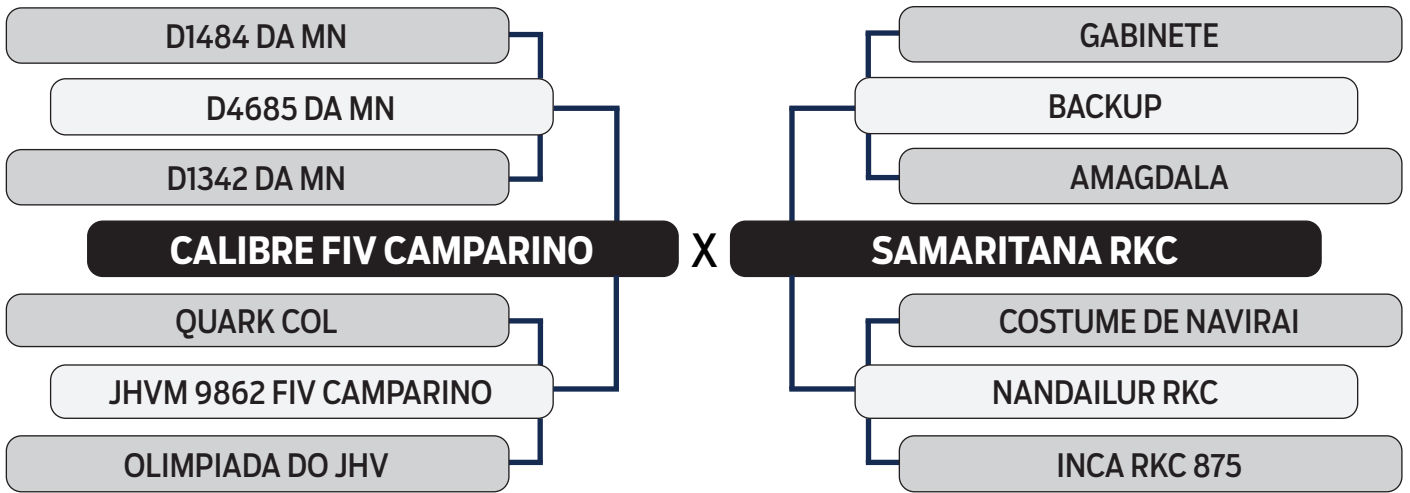 D1484 DA MN
D4685 DA MN
D1342 DA MN
CALIBRE FIV CAMPARINO
QUARK COL
JHVM 9862 FIV CAMPARINO
OLIMPIADA DO JHV
X
GABINETE
BACKUP
AMAGDALA
SAMARITANA RKC
COSTUME DE NAVIRAI
NANDAILUR RKC
INCA RKC 875